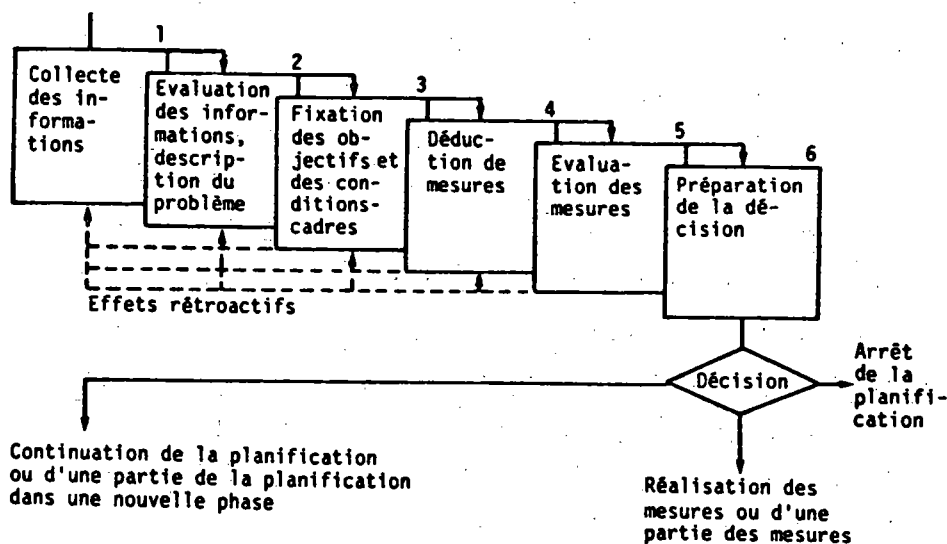 1
Collecte
des in-
forma-
tions
2
Evaluation
des infor-
mations,
descrip-
tion du
problème
3
Fixation
des ob-
jectifs et
des con-
ditions-
cadres
4
Déduc-
tion de
mesures
5
Evalua-
tion des
mesures
6
Préparation
de la dé-
cision
Effets rétroactifs
Décision
Arrêt
de la
planifi-
cation
Continuation de la planification
ou d'une partie de la planification
dans une nouvelle phase
Réalisation des
mesures ou d'une
partie des mesures